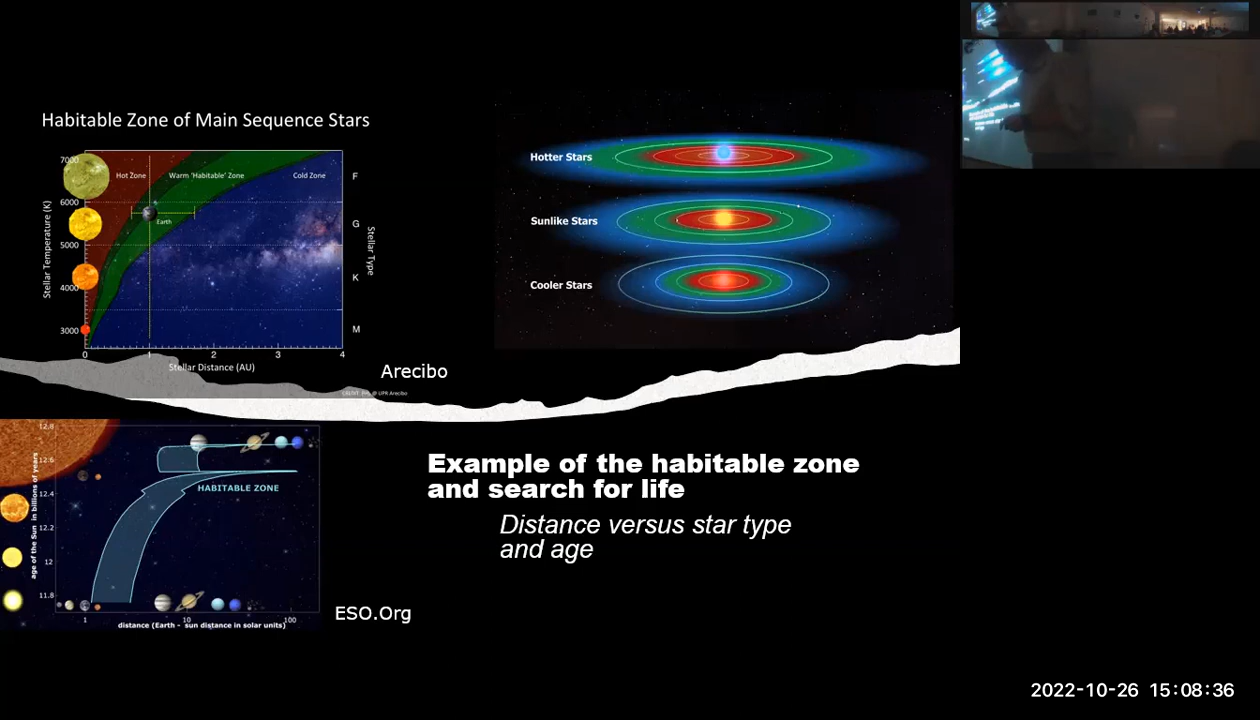 Habitable Zone of Main Sequence Stars
7000
6000
5000
4000
3000
Stellar Temperature (K)
Hot Zone
Warm 'Habitable' Zone
Cold Zone
Earth
F
G
K
M
Stellar Type
0 1 2 3 4
Stellar Distance (AU)
Arecibo
CREDIT: PHL @ UPR Arecibo
Hotter Stars
Sunlike Stars
Cooler Stars
12.8
12.6
12.4
12.2
12
11.8
age of the Sun in billions of years
HABITABLE ZONE
1 10 100
distance (Earth - sun distance in solar units)
ESO.Org
Example of the habitable zone
and search for life
Distance versus star type
and age
2022-10-26 15:08:36